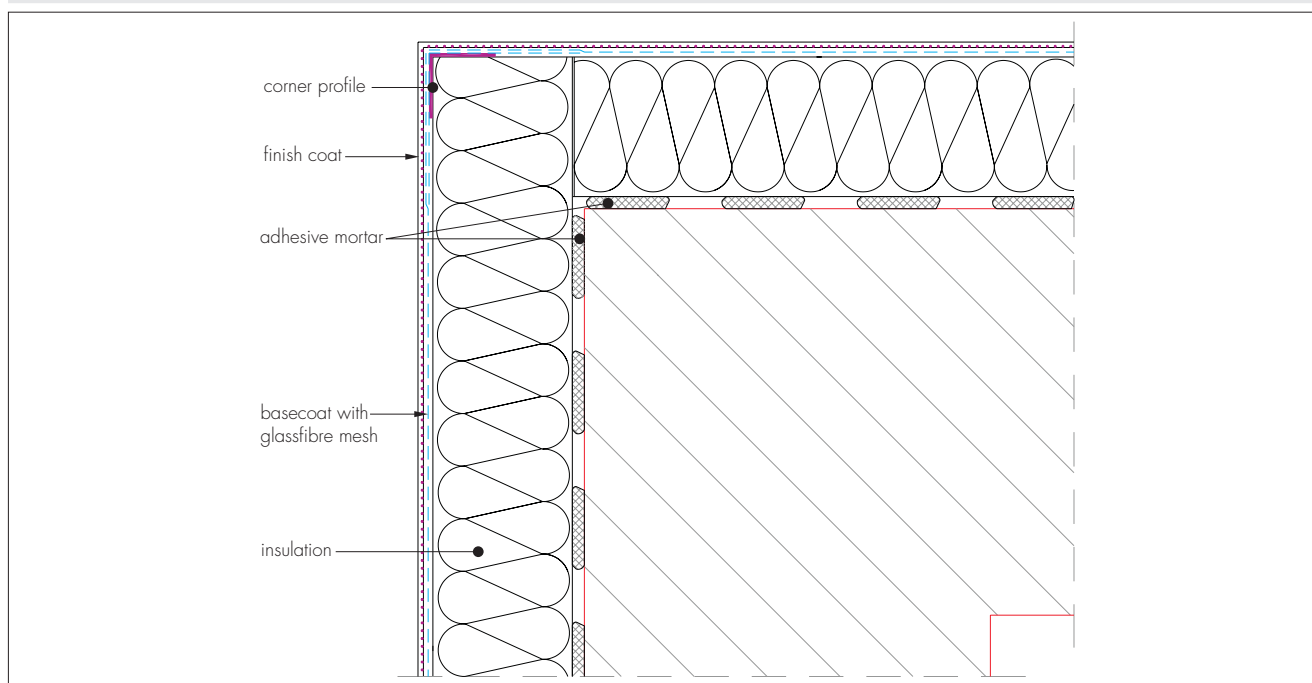 corner profile
finish coat
adhesive mortar
basecoat with
glassfibre mesh
insulation